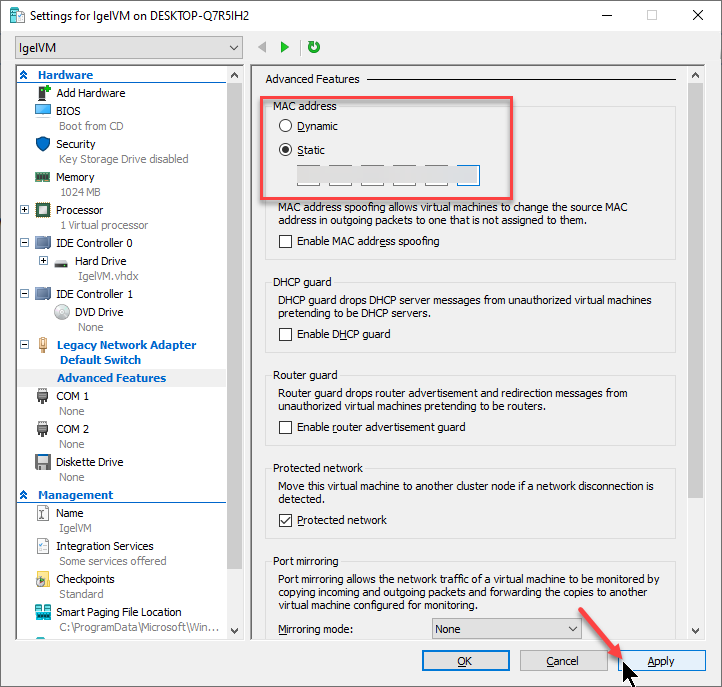 Settings for IgelVM on DESKTOP-Q7R5IH2
IgelVM
Hardware
Add Hardware
BIOS
Boot from CD
Security
Key Storage Drive disabled
Memory
1024 MB
Processor
1 Virtual processor
IDE Controller 0
Hard Drive
IgelVM.vhdx
IDE Controller 1
DVD Drive
None
Legacy Network Adapter
Default Switch
Advanced Features
COM 1
None
COM 2
None
Diskette Drive
None
Management
Name
IgelVM
Integration Services
Some services offered
Checkpoints
Standard
Smart Paging File Location
C:\ProgramData\Microsoft\Win...
Advanced Features
MAC address
Dynamic
Static
MAC address spoofing allows virtual machines to change the source MAC
address in outgoing packets to one that is not assigned to them.
Enable MAC address spoofing
DHCP guard
DHCP guard drops DHCP server messages from unauthorized virtual machines
pretending to be DHCP servers.
Enable DHCP guard
Router guard
Router guard drops router advertisement and redirection messages from
unauthorized virtual machines pretending to be routers.
Enable router advertisement guard
Protected network
Move this virtual machine to another cluster node if a network disconnection is
detected.
Protected network
Port mirroring
Port mirroring allows the network traffic of a virtual machine to be monitored by
copying incoming and outgoing packets and forwarding the copies to another
virtual machine configured for monitoring.
Mirroring mode:
None
OK
Cancel
Apply